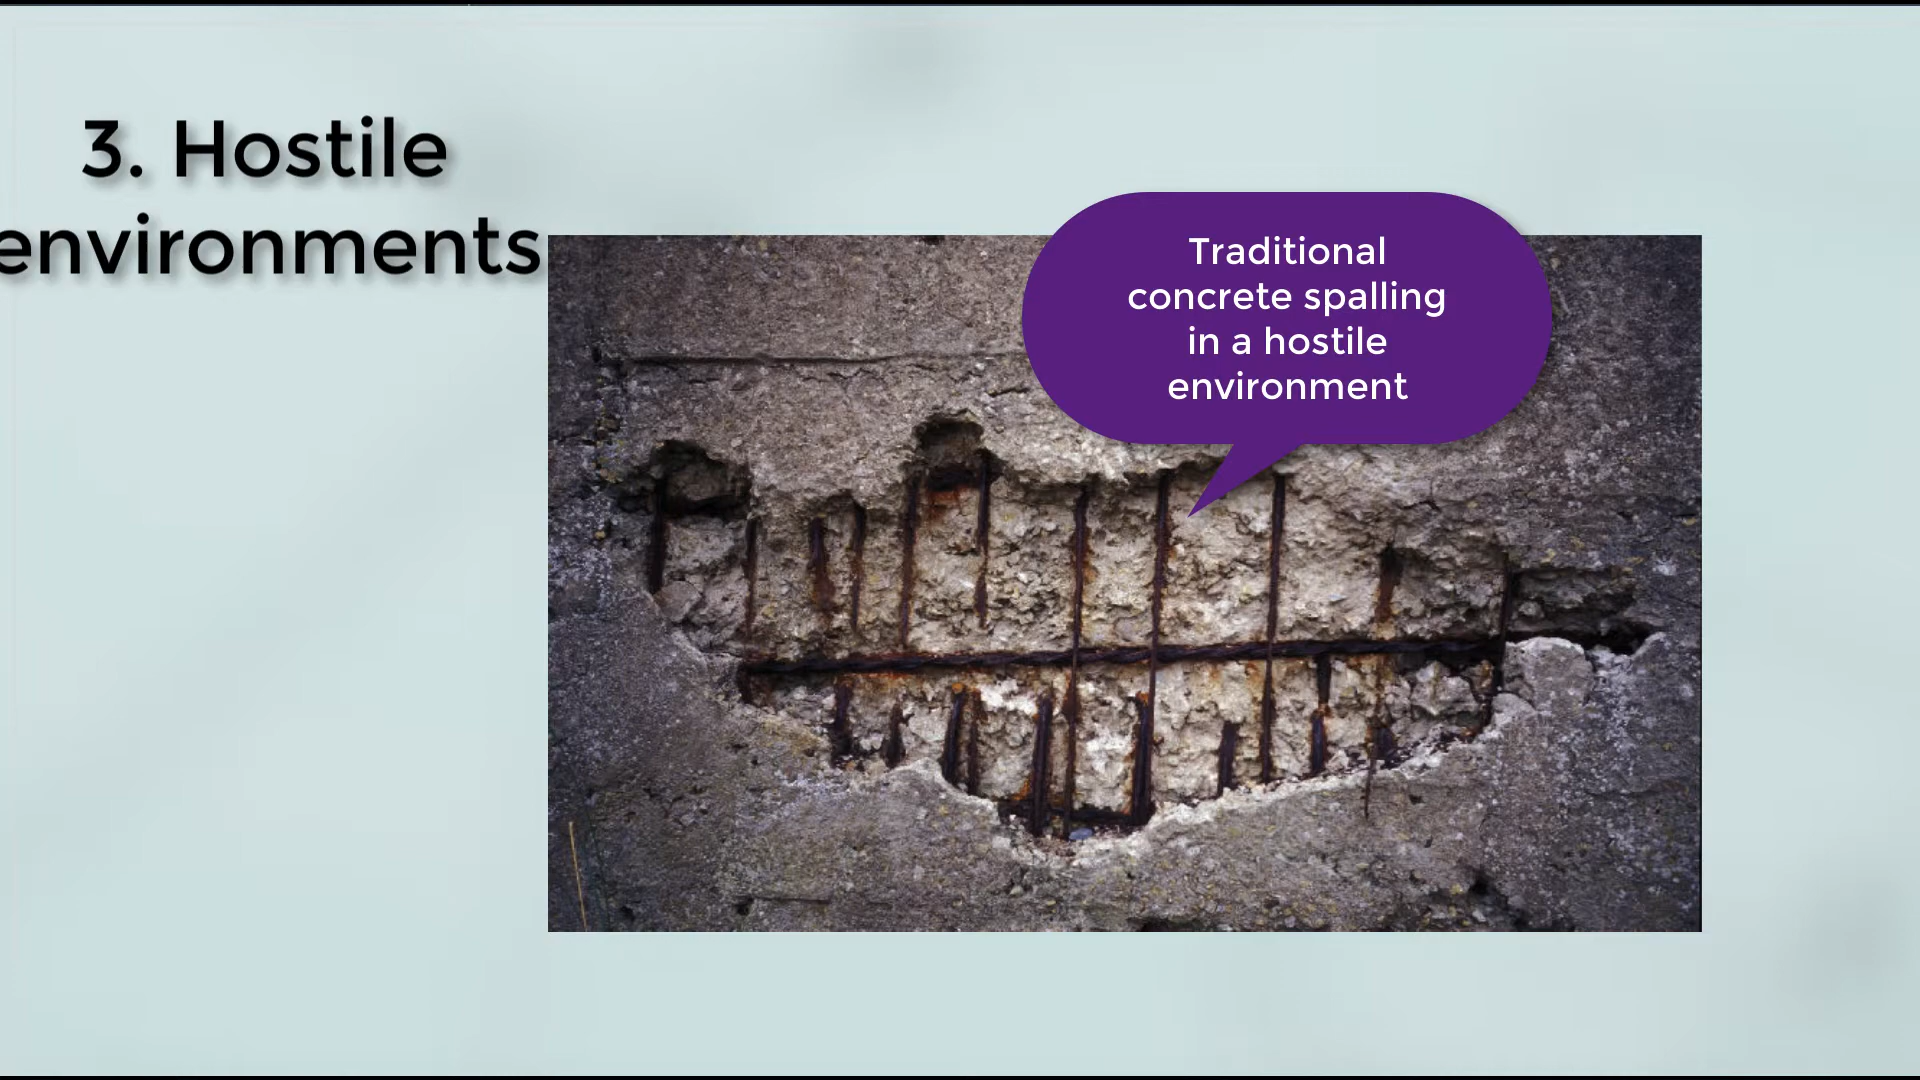 3. Hostile
environments
Traditional
concrete spalling
in a hostile
environment